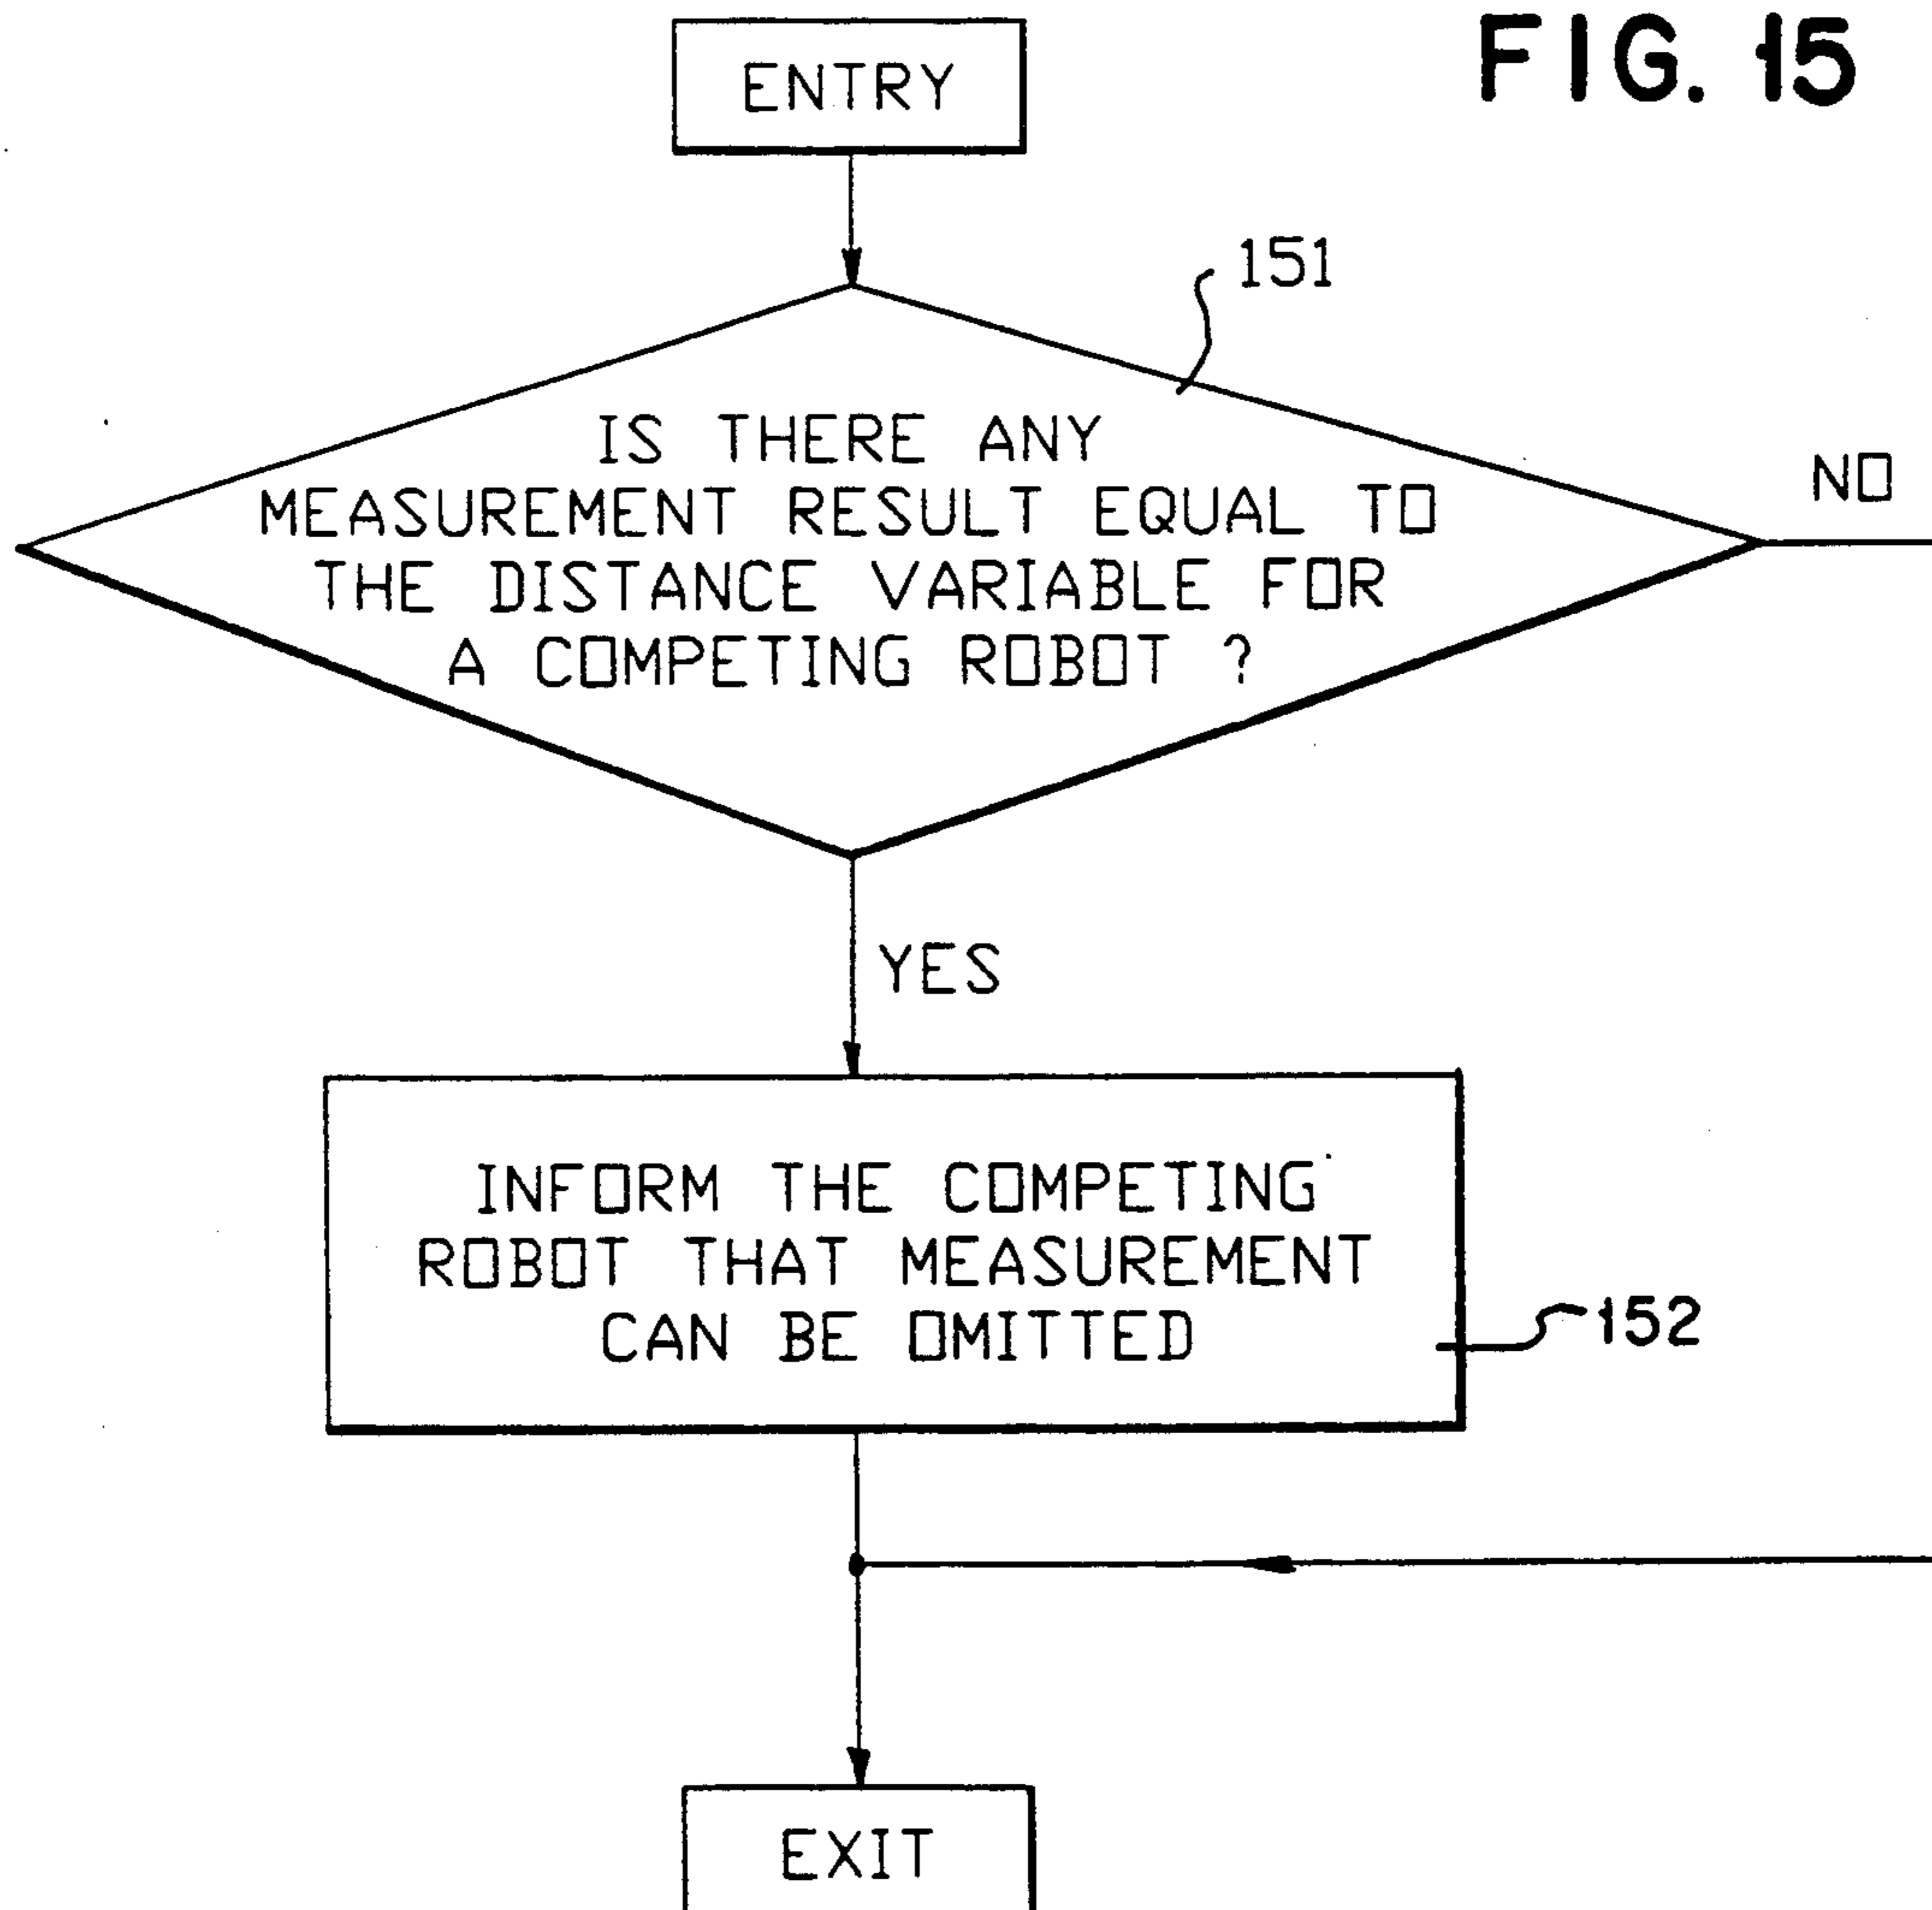 FIG. 15
ENTRY
151
IS THERE ANY
MEASUREMENT RESULT EQUAL TO
THE DISTANCE VARIABLE FOR
A COMPETING ROBOT ?
NO
YES
INFORM THE COMPETING
ROBOT THAT MEASUREMENT
CAN BE OMITTED
152
EXIT